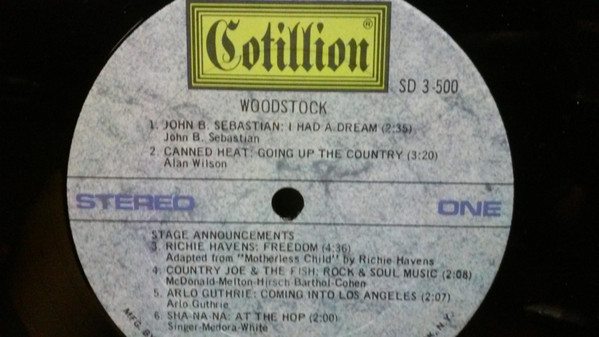 Cotillion®
SD 3-500
WOODSTOCK
1. JOHN B. SEBASTIAN: I HAD A DREAM (2:35)
John B. Sebastian
2. CANNED HEAT: GOING UP THE COUNTRY (3:20)
Alan Wilson
STEREO ONE
STAGE ANNOUNCEMENTS
3. RICHIE HAVENS: FREEDOM (4:36)
Adapted from "Motherless Child" by Richie Havens
4. COUNTRY JOE & THE FISH: ROCK & SOUL MUSIC (2:08)
McDonald-Melton-Hirsch-Barthol-Cohen
5. ARLO GUTHRIE: COMING INTO LOS ANGELES (2:07)
Arlo Guthrie
6. SHA-NA-NA: AT THE HOP (2:00)
Singer-Medora-White
MFG. BY
N.Y.